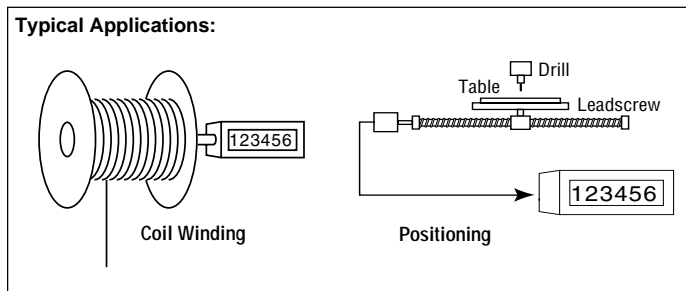 Typical Applications:
Drill
Table
Leadscrew
123456
123456
Coil Winding
Positioning